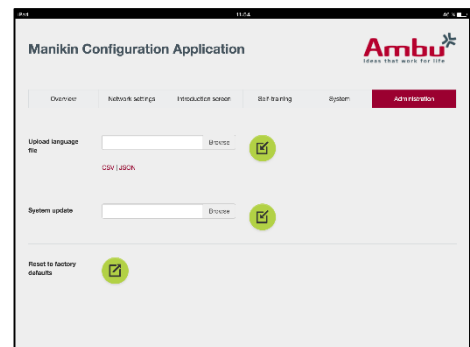 iPad 11:54
Manikin Configuration Application
Ambu
Ideas that work for life
Overview Network settings Introduction screen Self training System Administration
Upload language
file
Browse
CSV | JSON
System update
Browse
Reset to factory
defaults